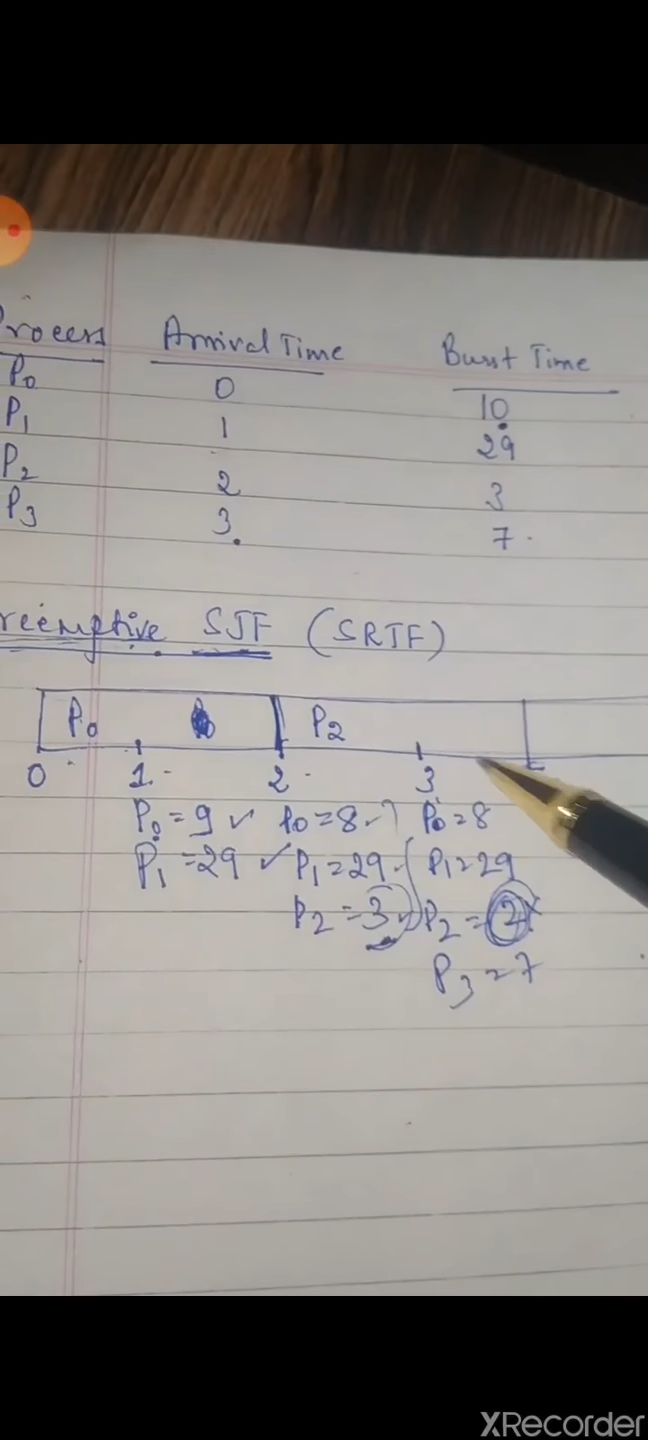 Process Arrival Time Burst Time
P0 0 10
P1 1 29
P2 2 3
P3 3 7
reemptive SJF (SRTF)
P0 P2
0 1 2 3
P0 = 9 P0 = 8 P0 = 8
P1 = 29 P1 = 29 P1 = 29
P2 = 3 P2 = 2
P3 = 7
XRecorder